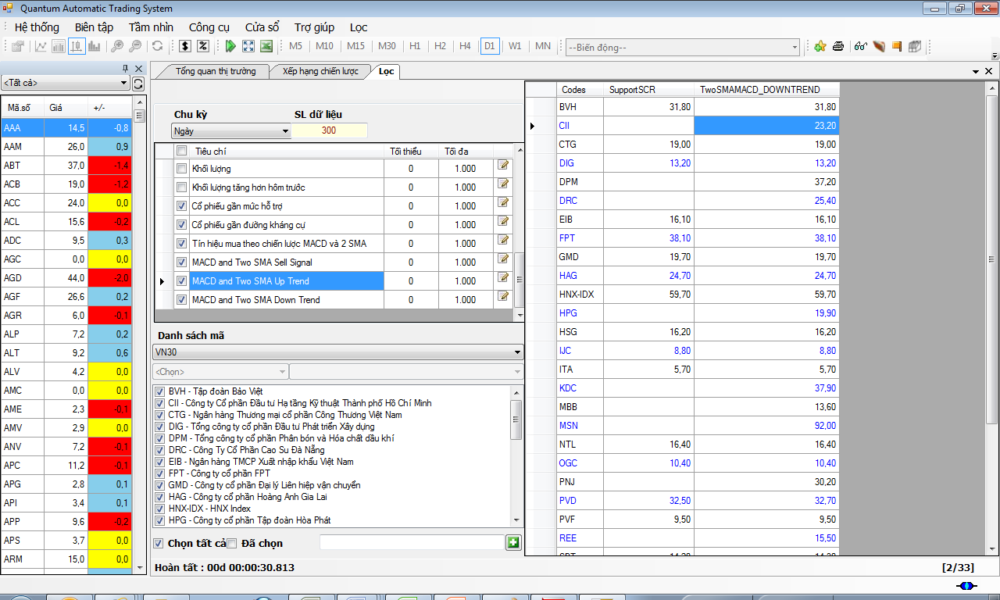 Quantum Automatic Trading System
Hệ thống Biên tập Tầm nhìn Công cụ Cửa sổ Trợ giúp Lọc
M5 M10 M15 M30 H1 H2 H4 D1 W1 MN --Biến động--
<Tất cả>
Tổng quan thị trường Xếp hạng chiến lược Lọc
Mã.số Giá +/-
AAA 14,5 -0,8
AAM 26,0 0,9
ABT 37,0 -1,4
ACB 19,0 -1,2
ACC 24,0 0,0
ACL 15,6 -0,2
ADC 9,5 0,3
AGC 0,0 0,0
AGD 44,0 -2,0
AGF 26,6 0,2
AGR 6,0 -0,1
ALP 7,2 0,2
ALT 9,2 0,6
ALV 4,2 0,0
AMC 0,0 0,0
AME 2,3 -0,1
AMV 2,9 0,0
ANV 7,2 -0,1
APC 11,2 -0,1
APG 2,8 0,1
API 3,4 0,1
APP 9,6 -0,2
APS 3,7 0,0
ARM 15,0 0,0
Chu kỳ SL dữ liệu
Ngày 300
Tiêu chí Tối thiểu Tối đa
Khối lượng 0 1.000
Khối lượng tăng hơn hôm trước 0 1.000
Cổ phiếu gần mức hỗ trợ 0 1.000
Cổ phiếu gần đường kháng cự 0 1.000
Tín hiệu mua theo chiến lược MACD và 2 SMA 0 1.000
MACD and Two SMA Sell Signal 0 1.000
MACD and Two SMA Up Trend 0 1.000
MACD and Two SMA Down Trend 0 1.000
Danh sách mã
VN30
<Chọn>
BVH - Tập đoàn Bảo Việt
CII - Công ty Cổ phần Đầu tư Hạ tầng Kỹ thuật Thành phố Hồ Chí Minh
CTG - Ngân hàng Thương mại cổ phần Công Thương Việt Nam
DIG - Tổng công ty cổ phần Đầu tư Phát triển Xây dựng
DPM - Tổng công ty cổ phần Phân bón và Hóa chất dầu khí
DRC - Công Ty Cổ Phần Cao Su Đà Nẵng
EIB - Ngân hàng TMCP Xuất nhập khẩu Việt Nam
FPT - Công ty cổ phần FPT
GMD - Công ty cổ phần Đại lý Liên hiệp vận chuyển
HAG - Công ty cổ phần Hoàng Anh Gia Lai
HNX-IDX - HNX Index
HPG - Công ty cổ phần Tập đoàn Hòa Phát
Chọn tất cả Đã chọn
Hoàn tất : 00d 00:00:30.813
Codes SupportSCR TwoSMAMACD_DOWNTREND
BVH 31,80 31,80
CII 23,20
CTG 19,00 19,00
DIG 13,20 13,20
DPM 37,20
DRC 25,40
EIB 16,10 16,10
FPT 38,10 38,10
GMD 19,70 19,70
HAG 24,70 24,70
HNX-IDX 59,70 59,70
HPG 19,90
HSG 16,20 16,20
IJC 8,80 8,80
ITA 5,70 5,70
KDC 37,90
MBB 13,60
MSN 92,00
NTL 16,40 16,40
OGC 10,40 10,40
PNJ 30,20
PVD 32,50 32,70
PVF 9,50 9,50
REE 15,50
[2/33]